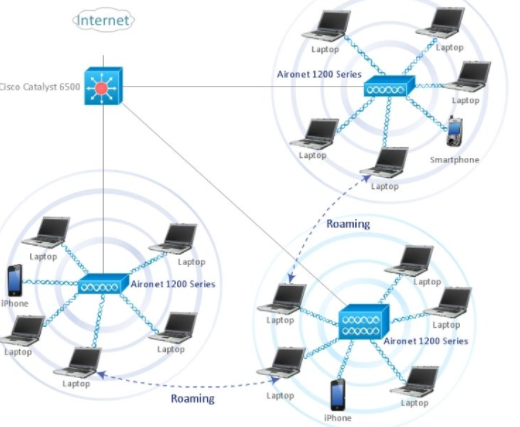 Internet
Cisco Catalyst 6500
Laptop
Laptop
Aironet 1200 Series
Laptop
Laptop
Smartphone
Laptop
Roaming
Laptop
Laptop
iPhone
Aironet 1200 Series
Laptop
Laptop
Laptop
Laptop
Laptop
Laptop
Aironet 1200 Series
Laptop
Laptop
iPhone
Laptop
Roaming